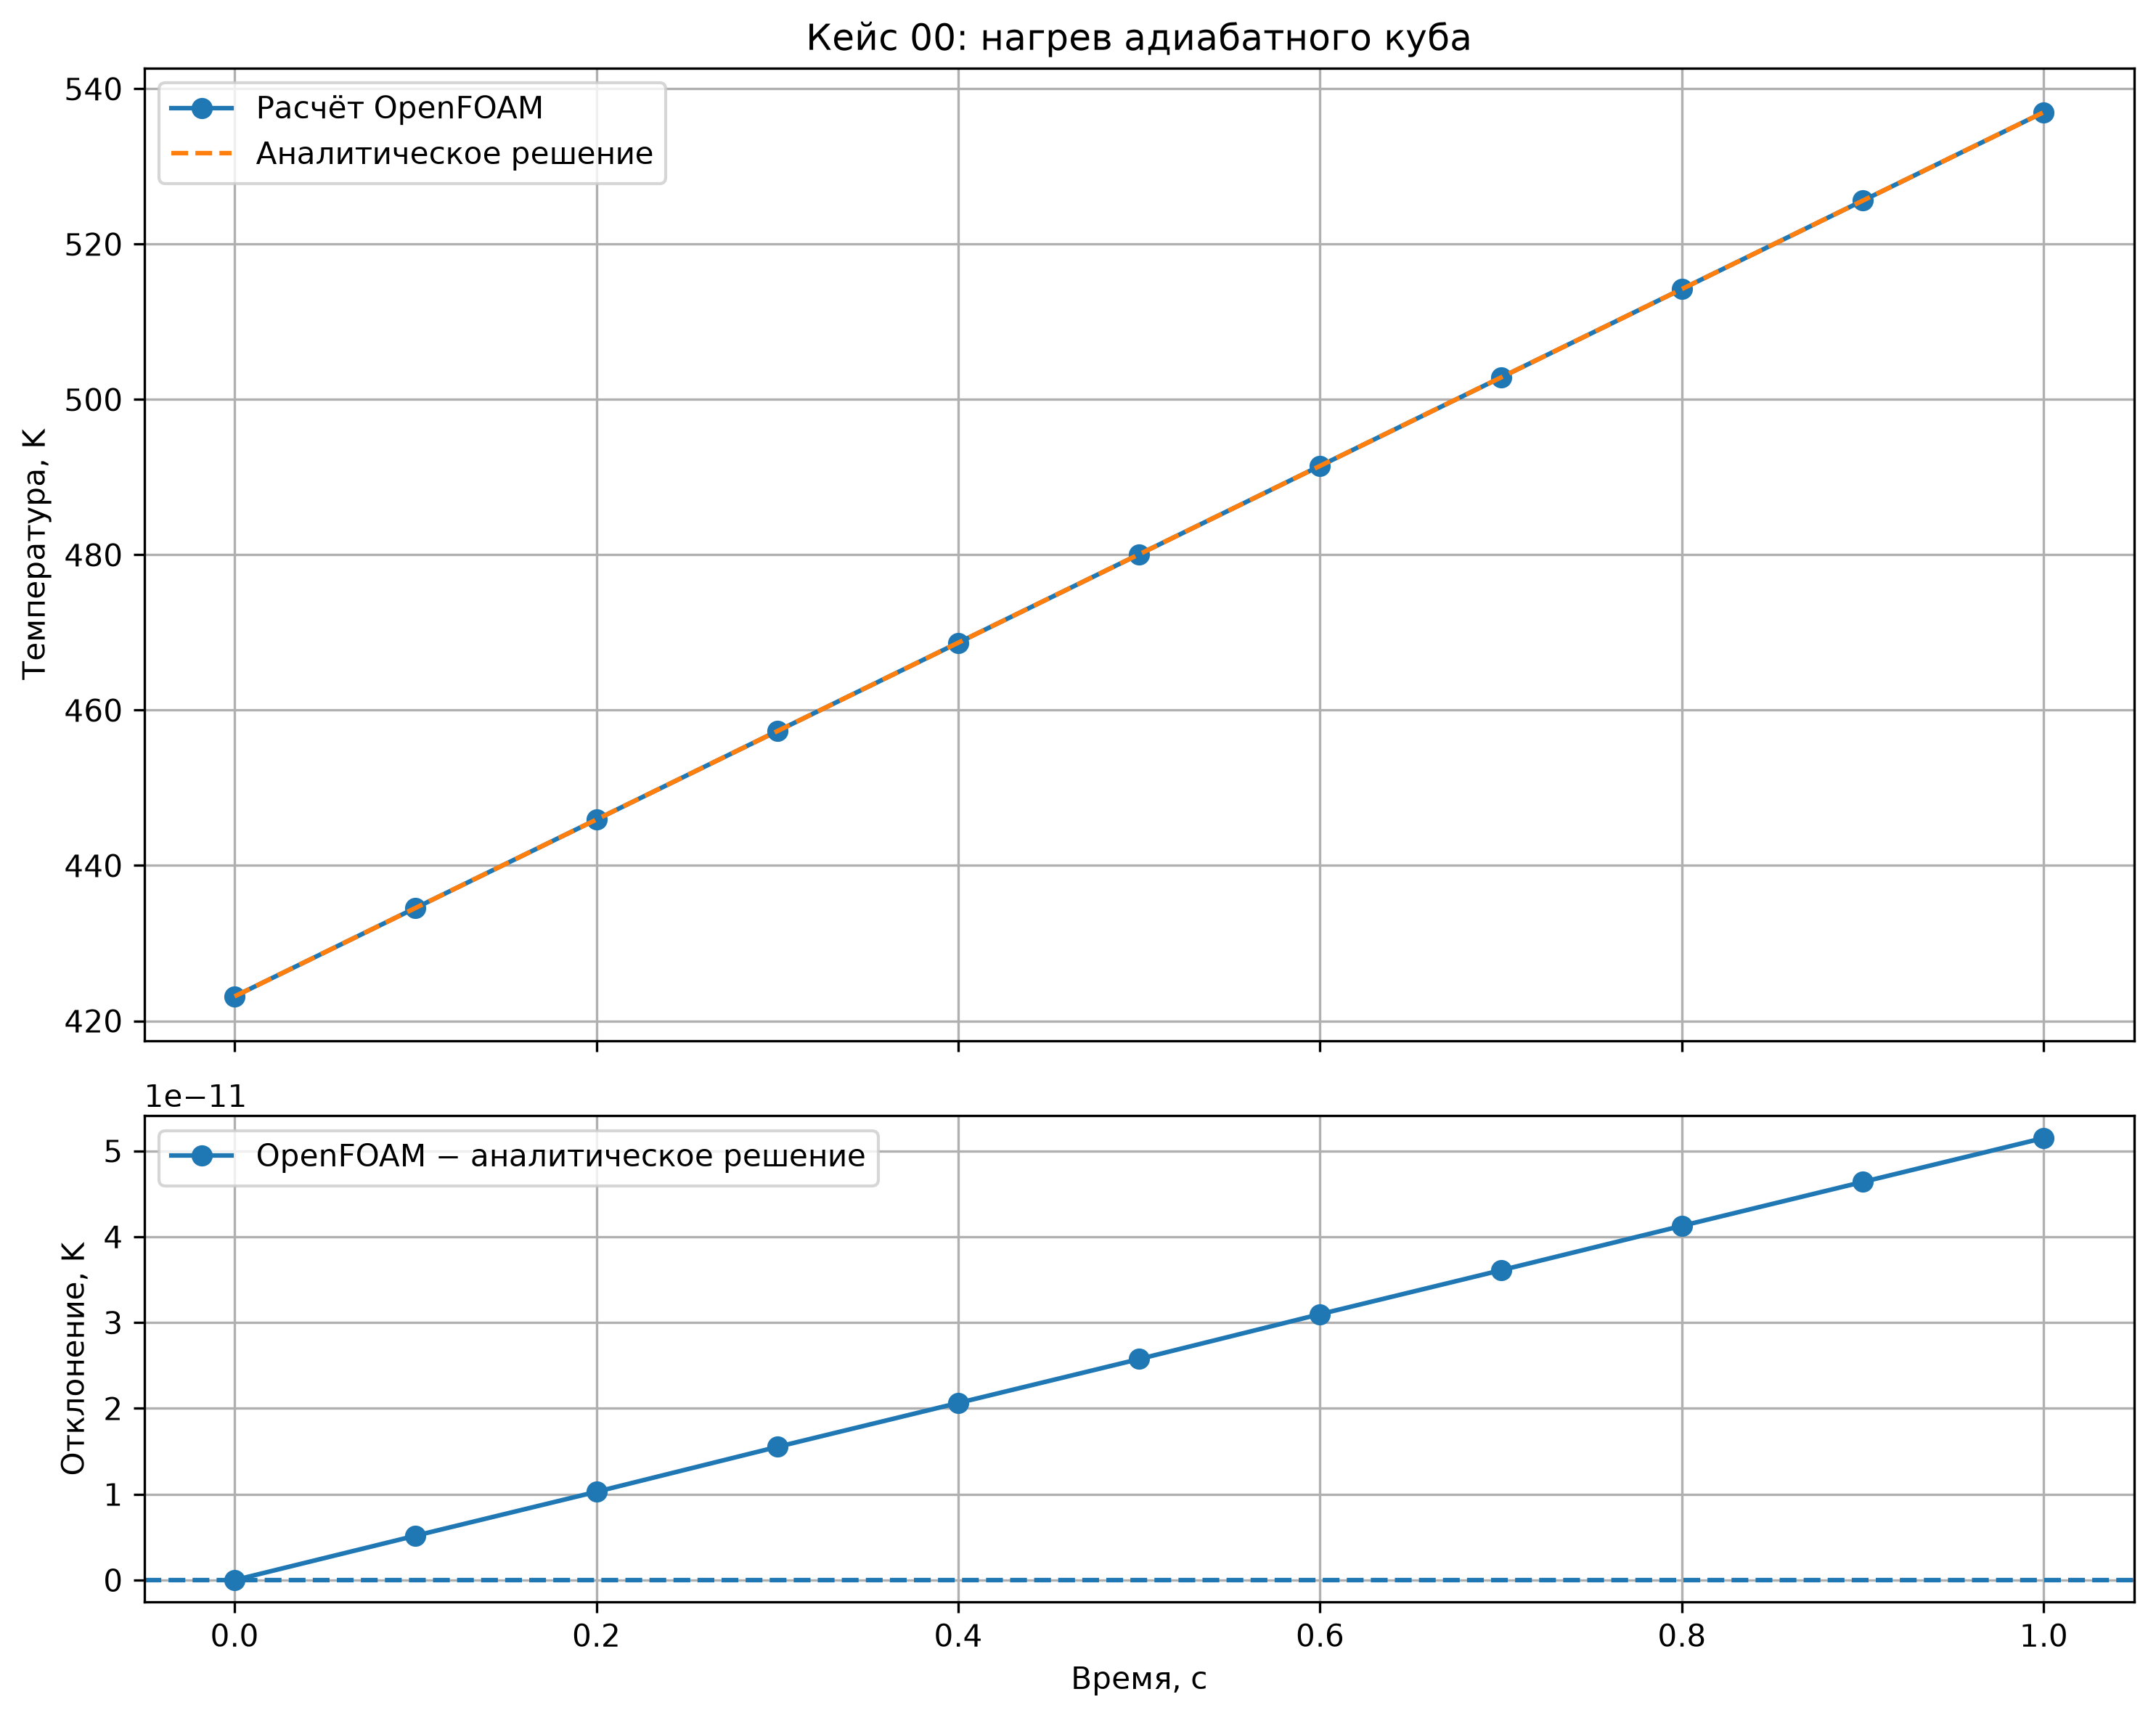 Кейс 00: нагрев адиабатного куба
540
520
500
480
460
440
420
Температура, К
Расчёт OpenFOAM
Аналитическое решение
1e−11
5
4
3
2
1
0
Отклонение, К
OpenFOAM − аналитическое решение
0.0 0.2 0.4 0.6 0.8 1.0
Время, с